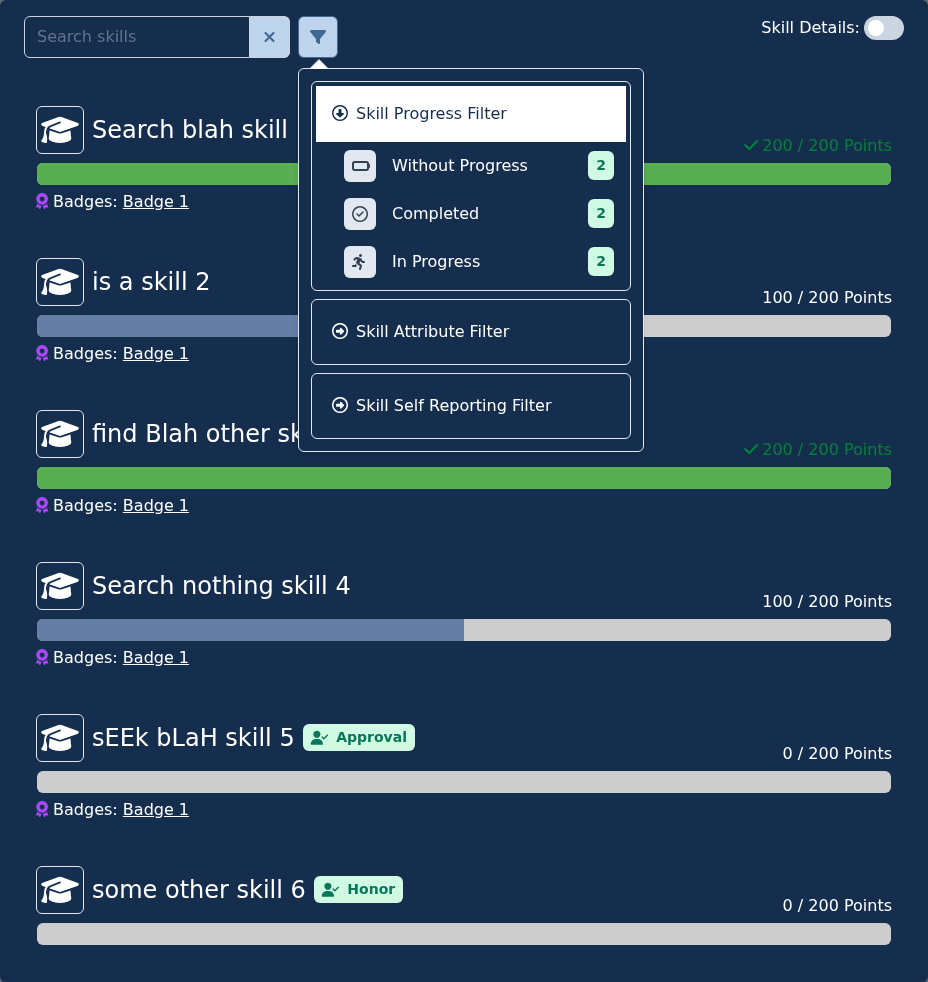 Search skills
Skill Details:
Skill Progress Filter
Without Progress 2
Completed 2
In Progress 2
Skill Attribute Filter
Skill Self Reporting Filter
Search blah skill
200 / 200 Points
Badges: Badge 1
is a skill 2
100 / 200 Points
Badges: Badge 1
find Blah other sk
200 / 200 Points
Badges: Badge 1
Search nothing skill 4
100 / 200 Points
Badges: Badge 1
sEEk bLaH skill 5 Approval
0 / 200 Points
Badges: Badge 1
some other skill 6 Honor
0 / 200 Points